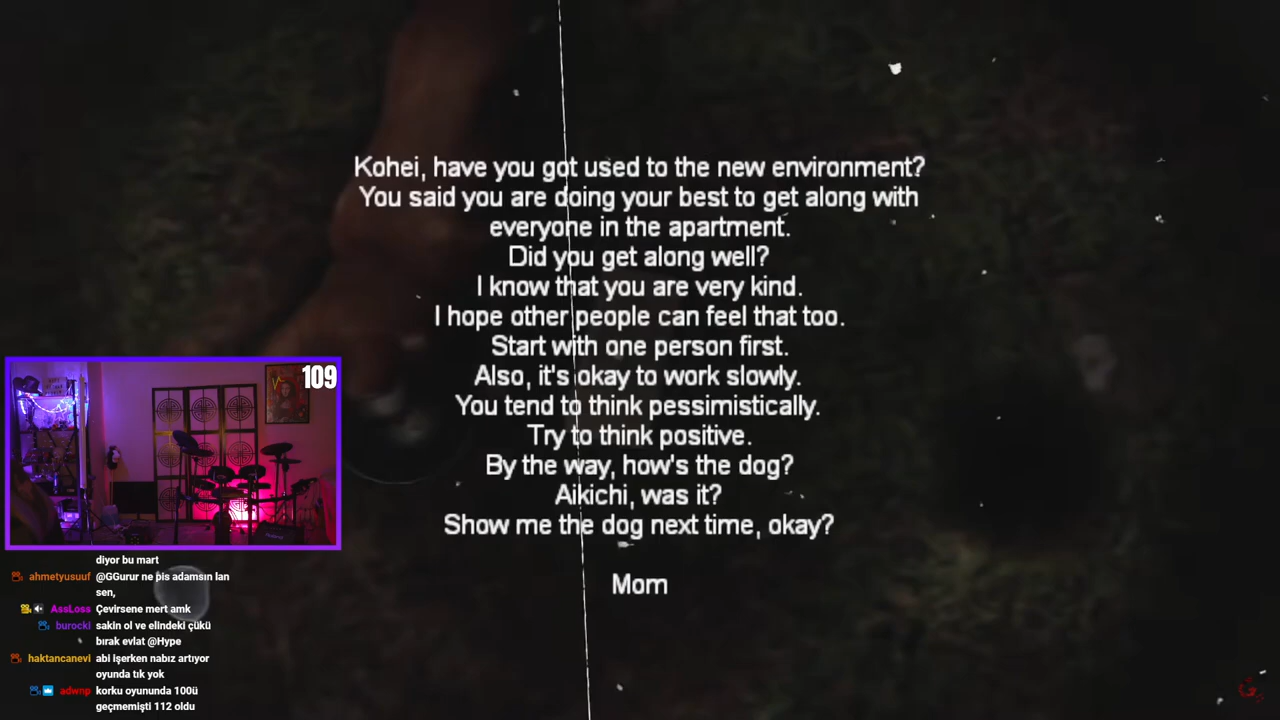 Kohei, have you got used to the new environment?
You said you are doing your best to get along with
everyone in the apartment.
Did you get along well?
I know that you are very kind.
I hope other people can feel that too.
Start with one person first.
Also, it's okay to work slowly.
You tend to think pessimistically.
Try to think positive.
By the way, how's the dog?
Aikichi, was it?
Show me the dog next time, okay?
Mom
109
diyor bu mart
ahmetyusuuf @GGurur ne pis adamsın lan
sen,
AssLoss Çevirsene mert amk
burocki sakin ol ve elindeki çükü
bırak evlat @Hype
haktancanevi abi işerken nabız artıyor
oyunda tık yok
adwnp korku oyununda 100ü
geçmemişti 112 oldu